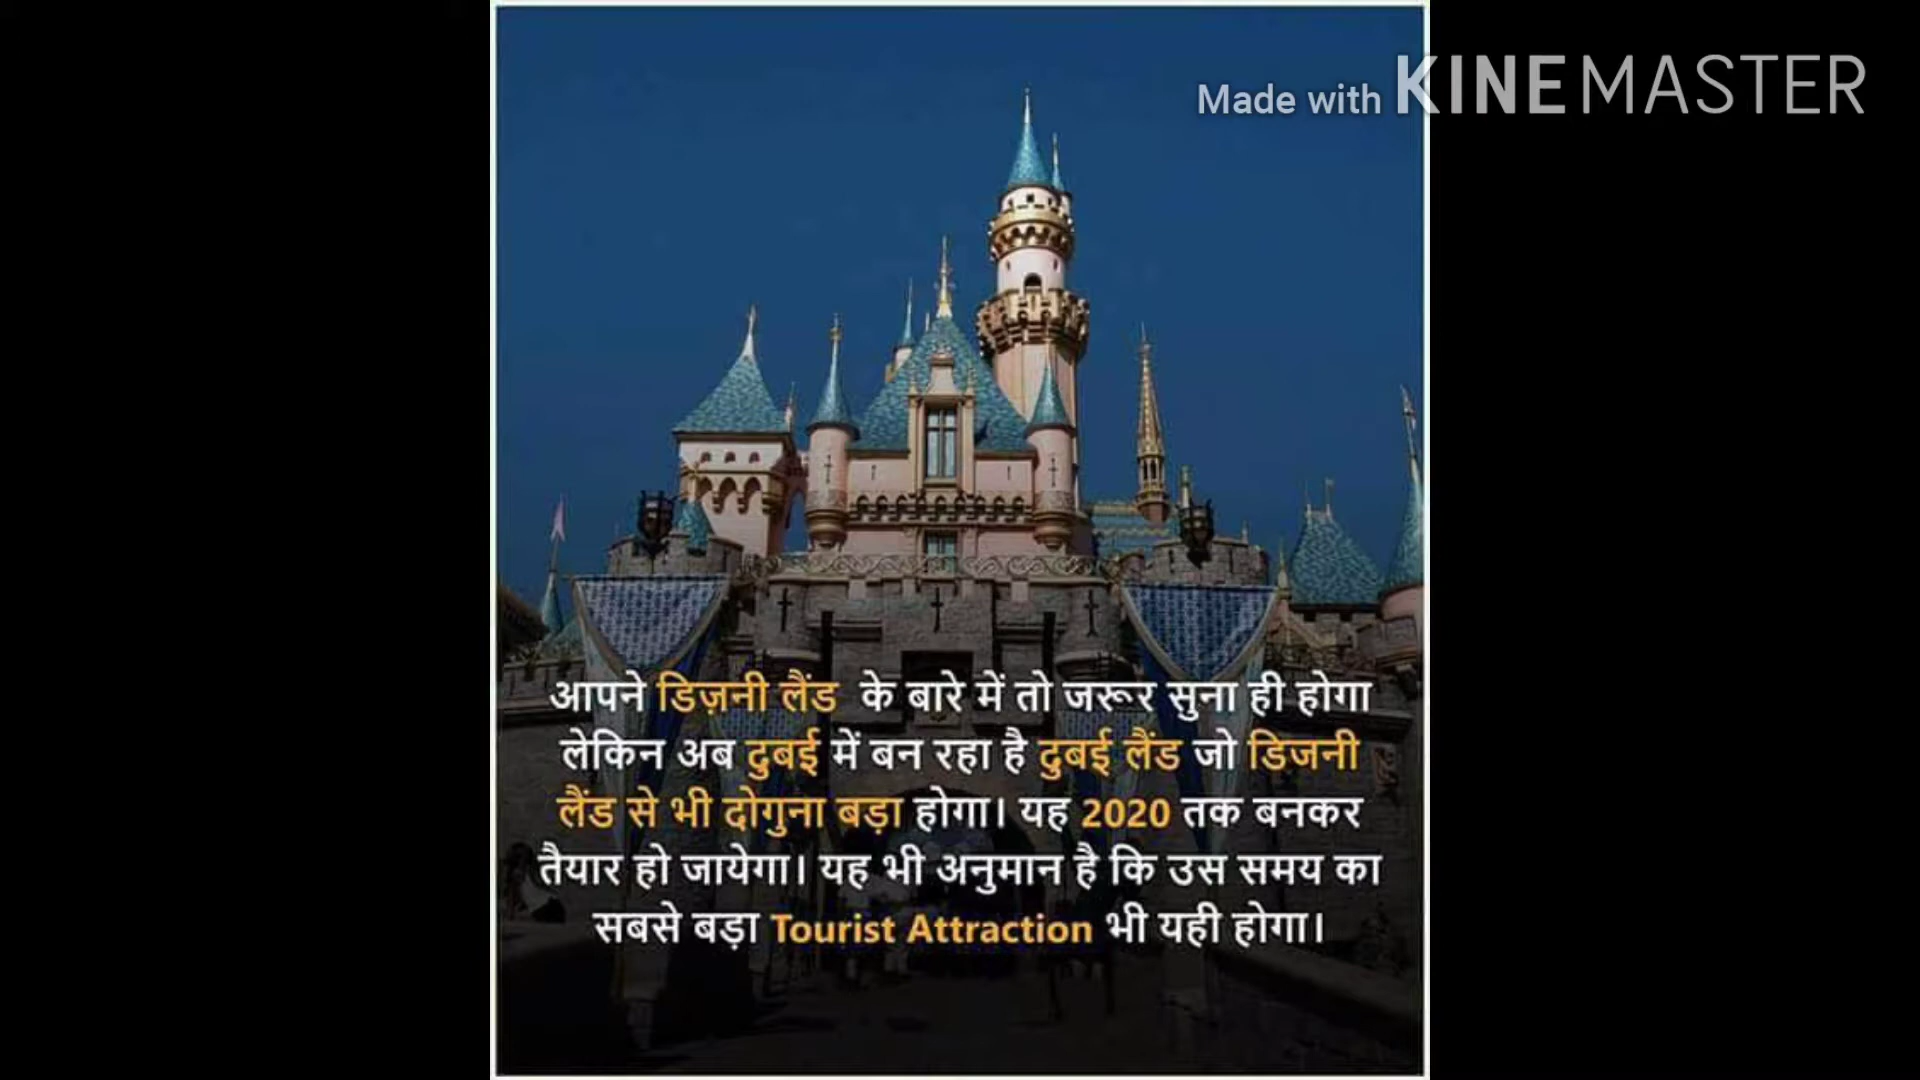 Made with KINEMASTER
आपने डिज़नी लैंड के बारे में तो जरूर सुना ही होगा
लेकिन अब दुबई में बन रहा है दुबई लैंड जो डिजनी
लैंड से भी दोगुना बड़ा होगा। यह 2020 तक बनकर
तैयार हो जायेगा। यह भी अनुमान है कि उस समय का
सबसे बड़ा Tourist Attraction भी यही होगा।